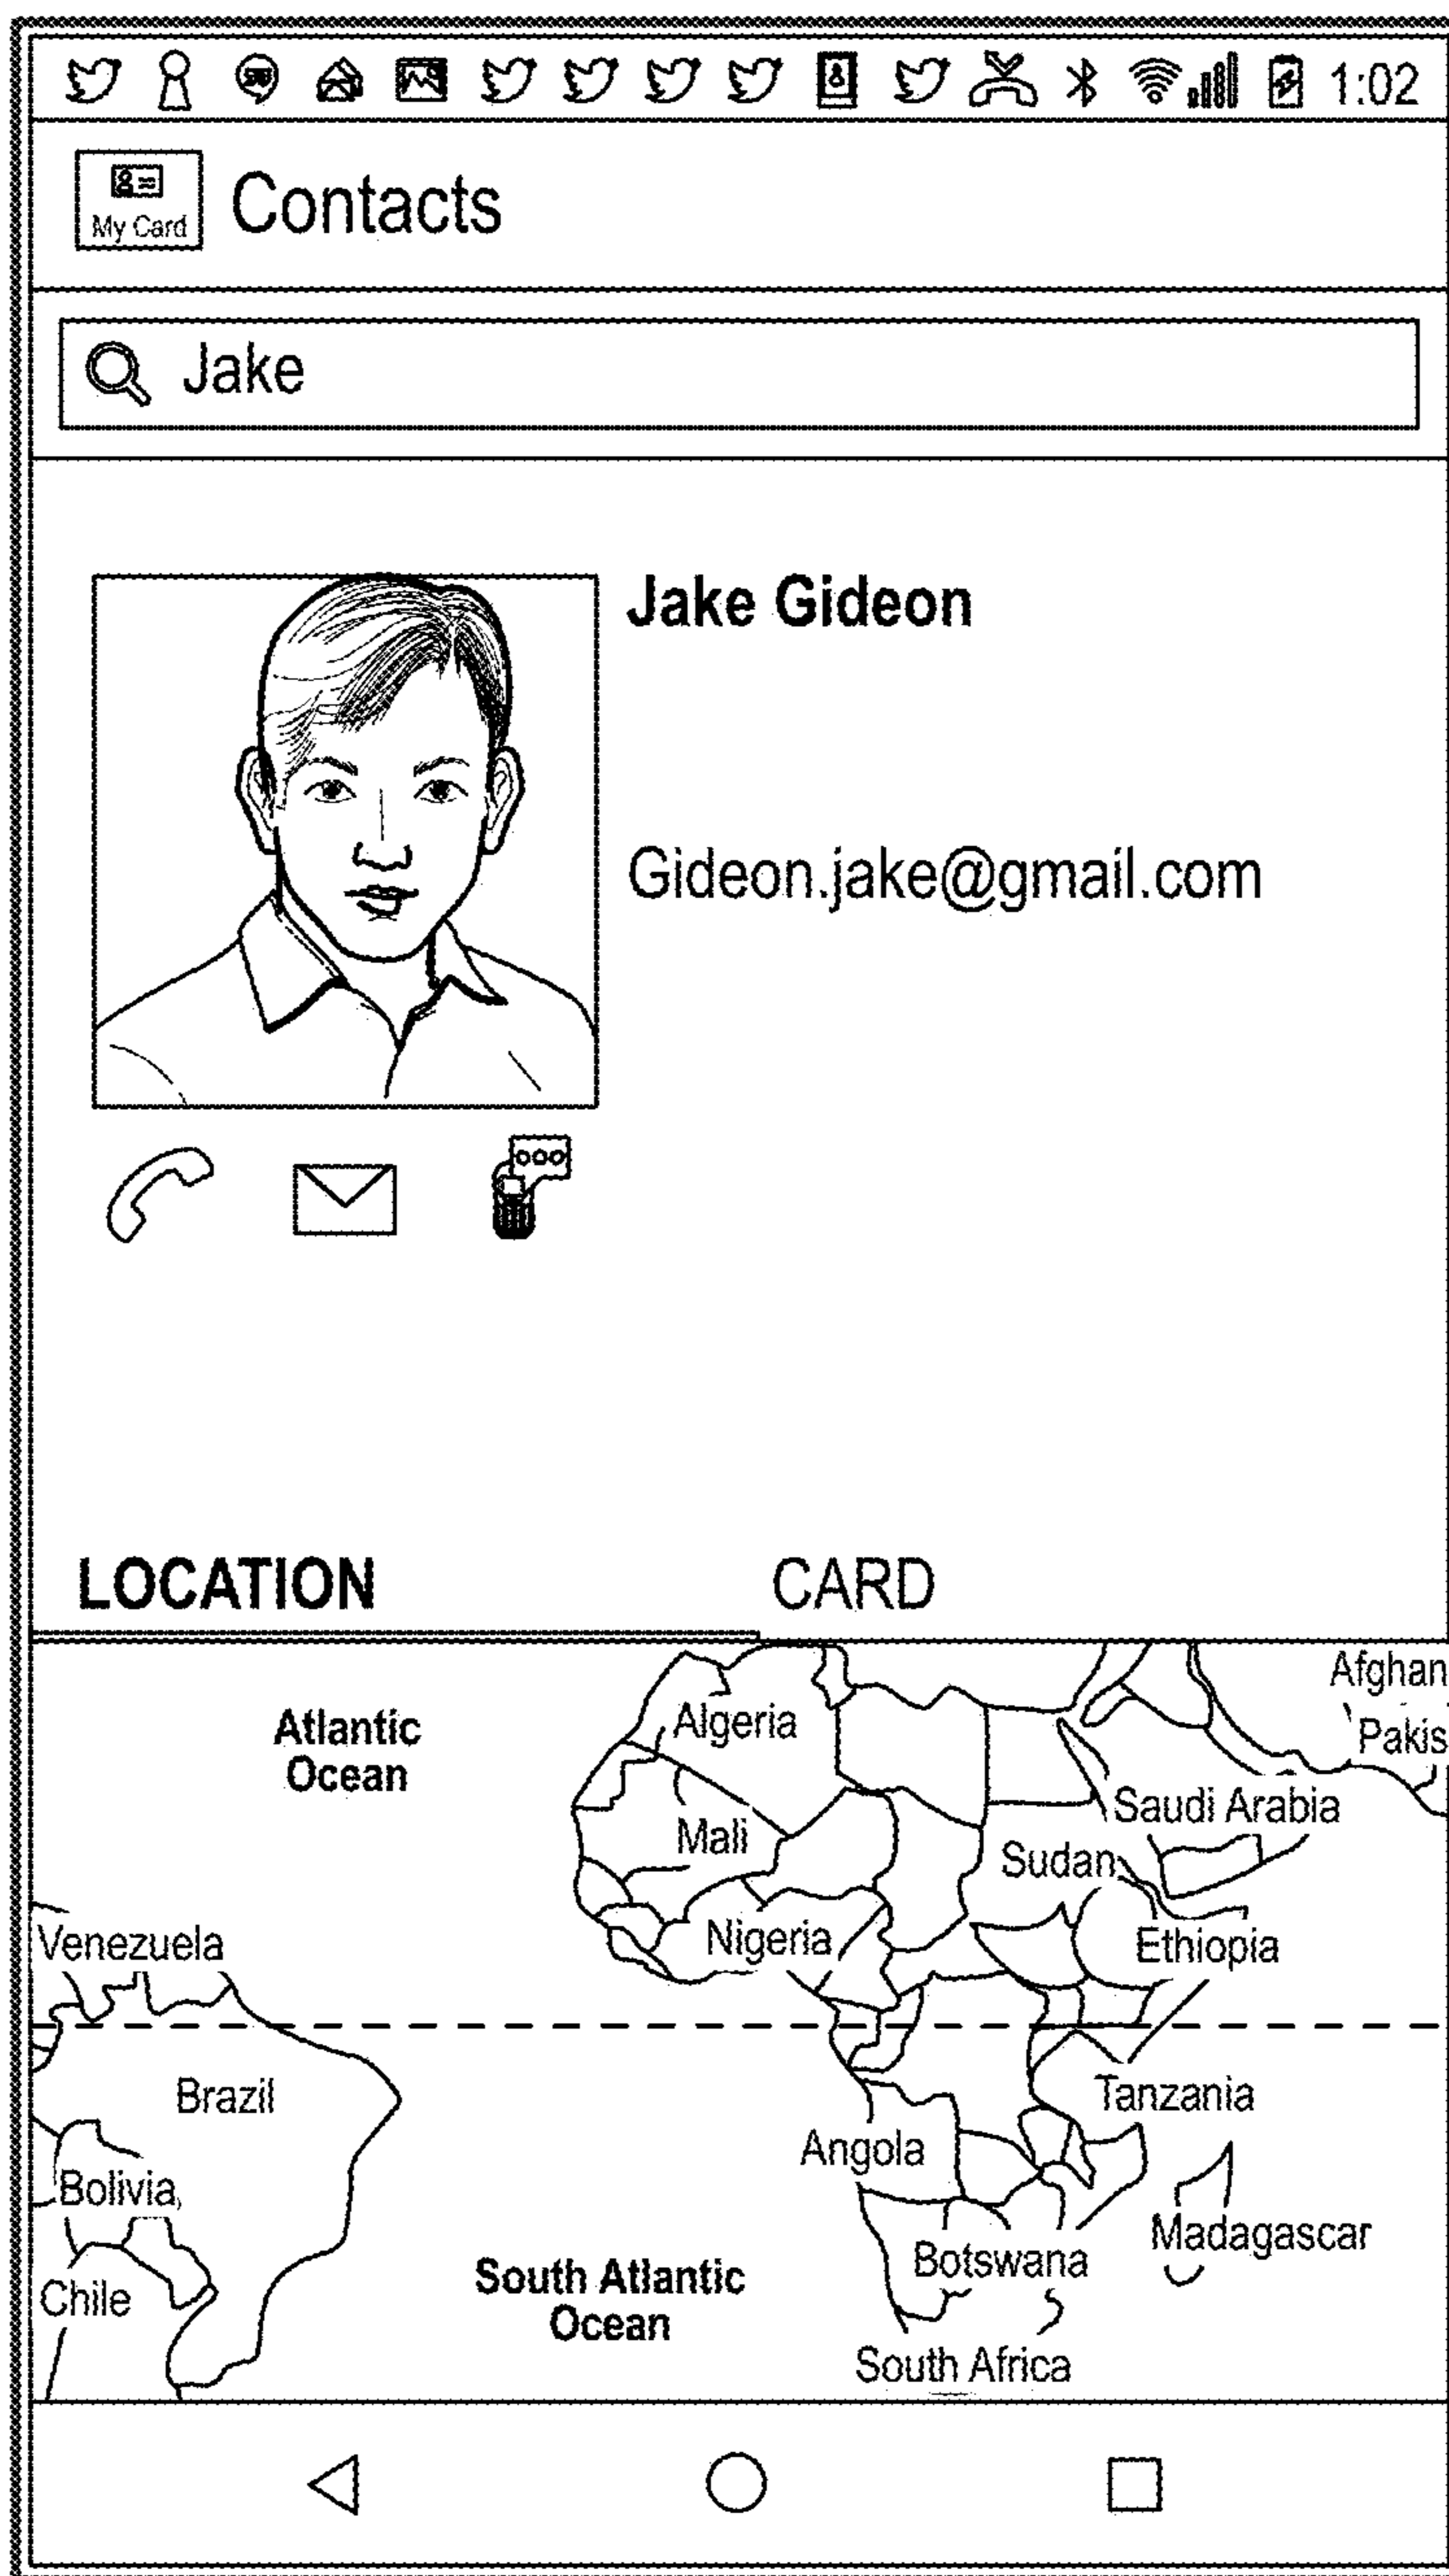 1:02
My Card
Contacts
Jake
Jake Gideon
Gideon.jake@gmail.com
LOCATION
CARD
Afghan
Pakis
Atlantic
Ocean
Algeria
Saudi Arabia
Mali
Sudan
Venezuela
Nigeria
Ethiopia
Brazil
Tanzania
Angola
Bolivia
Madagascar
Botswana
Chile
South Atlantic
Ocean
South Africa